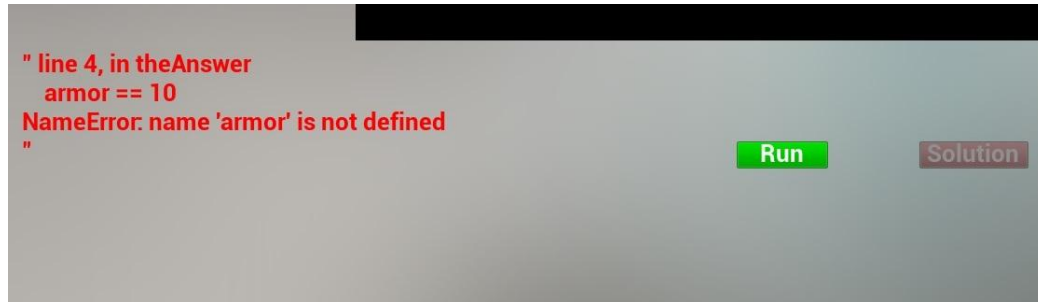 " line 4, in theAnswer
armor == 10
NameError: name 'armor' is not defined
"
Run
Solution